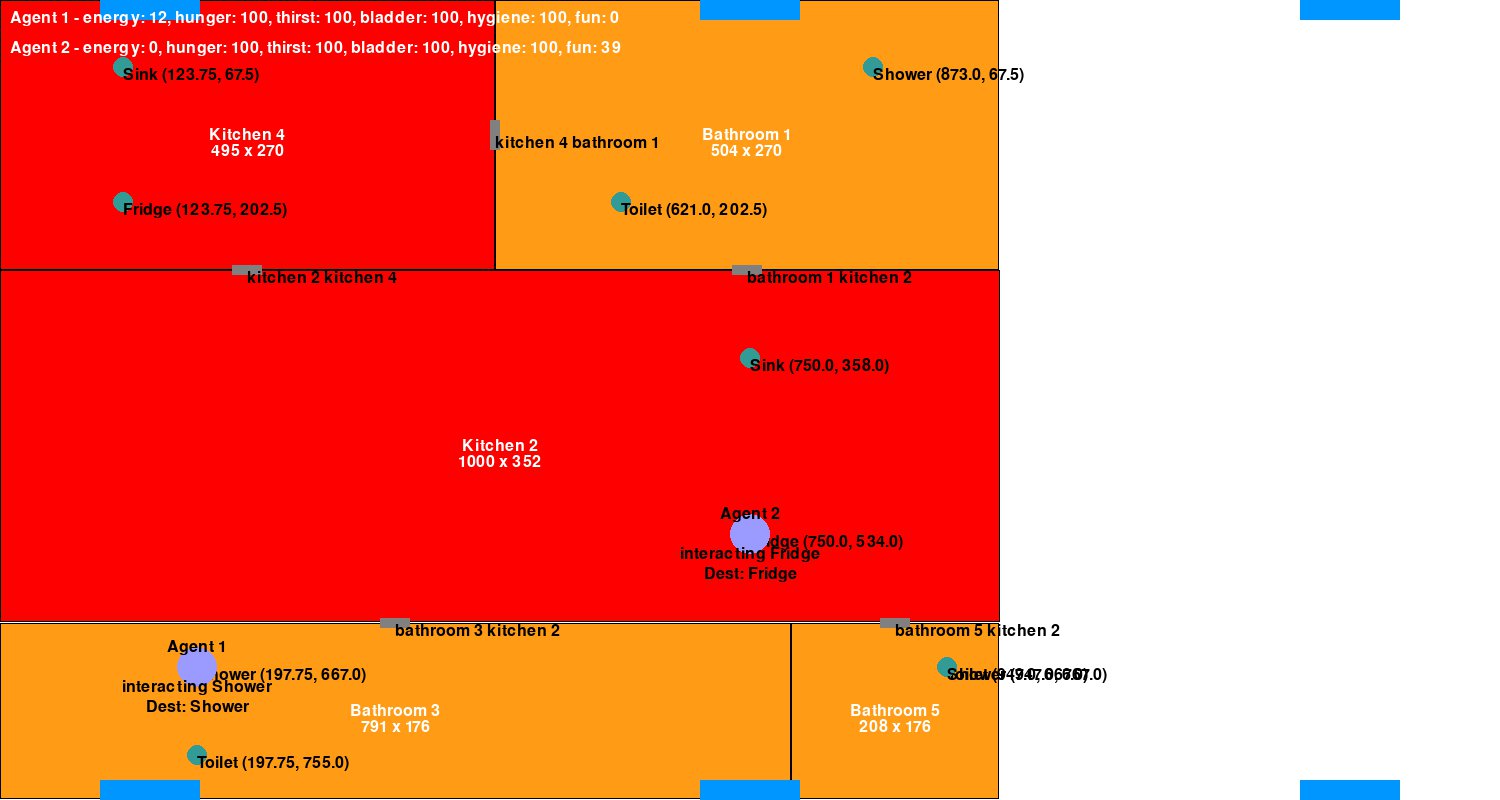 Agent 1 - energy: 12, hunger: 100, thirst: 100, bladder: 100, hygiene: 100, fun: 0
Agent 2 - energy: 0, hunger: 100, thirst: 100, bladder: 100, hygiene: 100, fun: 39
Sink (123.75, 67.5)
Shower (873.0, 67.5)
Kitchen 4
495 x 270
kitchen 4 bathroom 1
Bathroom 1
504 x 270
Fridge (123.75, 202.5)
Toilet (621.0, 202.5)
kitchen 2 kitchen 4
bathroom 1 kitchen 2
Sink (750.0, 358.0)
Kitchen 2
1000 x 352
Agent 2
(750.0, 534.0)
interacting Fridge
Dest: Fridge
bathroom 3 kitchen 2
bathroom 5 kitchen 2
Agent 1
(197.75, 667.0)
interacting Shower
Dest: Shower
Bathroom 3
791 x 176
Bathroom 5
208 x 176
Toilet (197.75, 755.0)